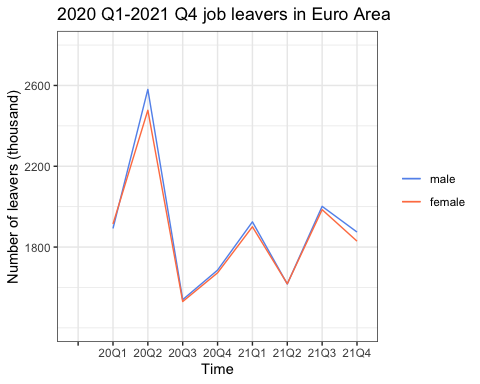 2020 Q1-2021 Q4 job leavers in Euro Area
Number of leavers (thousand)
2600
2200
1800
20Q1 20Q2 20Q3 20Q4 21Q1 21Q2 21Q3 21Q4
Time
male
female